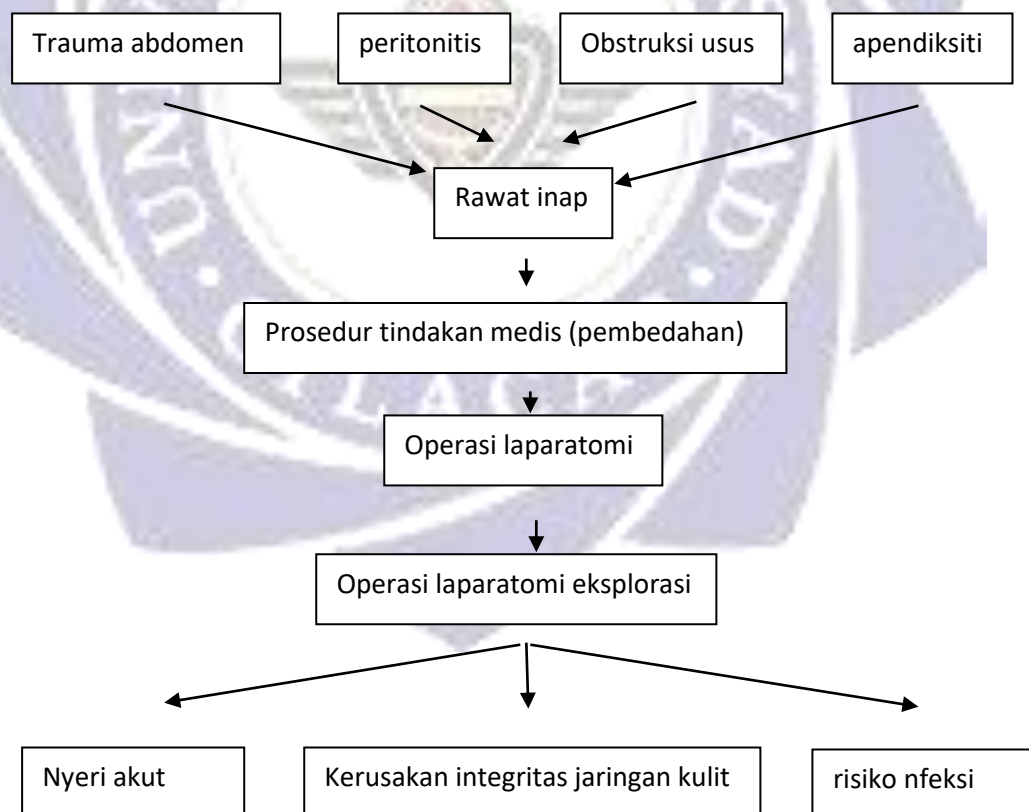 Trauma abdomen
peritonitis
Obstruksi usus
apendiksiti
Rawat inap
Prosedur tindakan medis (pembedahan)
Operasi laparatomi
Operasi laparatomi eksplorasi
Nyeri akut
Kerusakan integritas jaringan kulit
risiko nfeksi